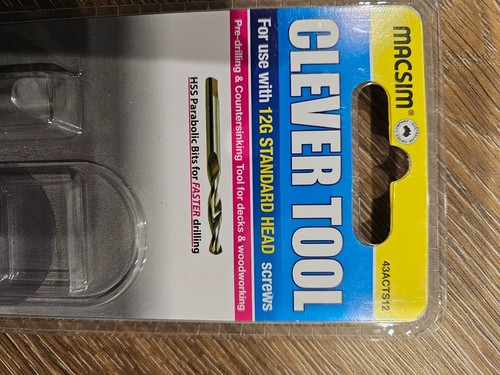 MACSIM®
43ACTS12
CLEVER TOOL
For use with 12G STANDARD HEAD screws
Pre-drilling & Countersinking Tool for decks & woodworking
HSS Parabolic Bits for FASTER drilling